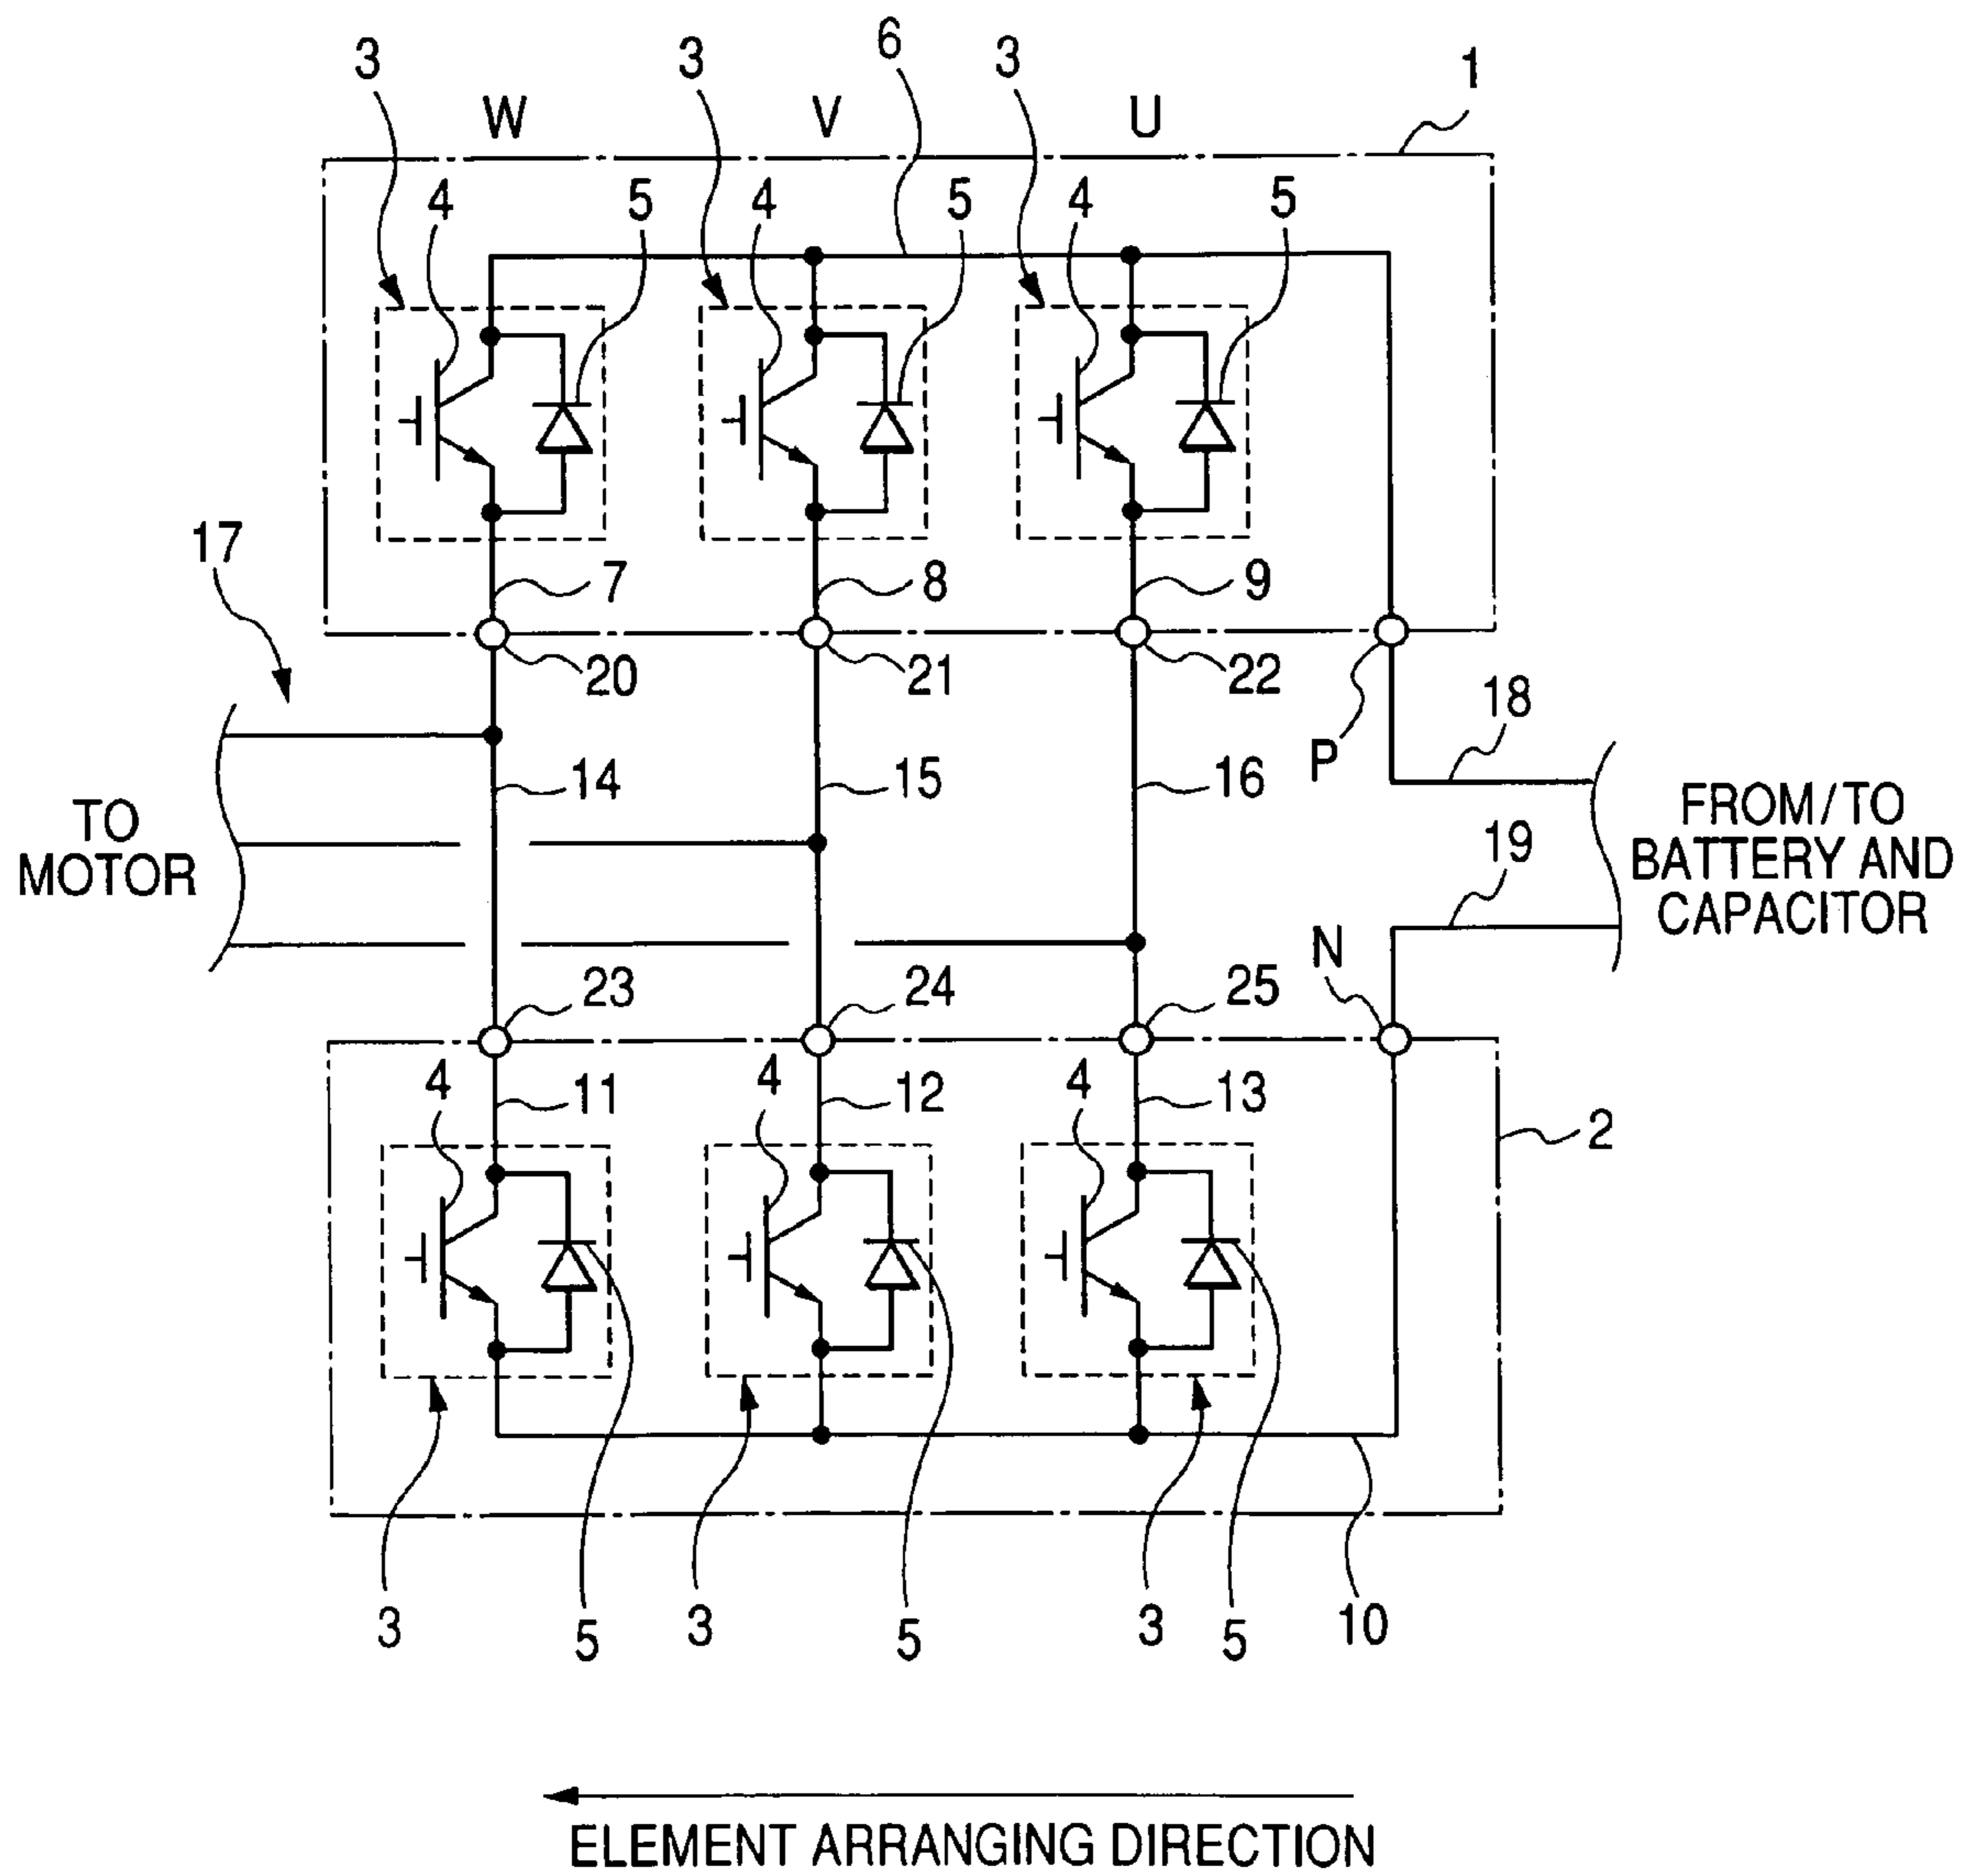 3 3 6 3 1
W V U
4 5 4 5 4 5
17
7 8 9
20 21 22
P 18
14 15 16
TO
MOTOR
FROM/TO
BATTERY AND
CAPACITOR
19
N
23 24 25
4 11 4 12 4 13
2
3 5 3 5 3 5 10
ELEMENT ARRANGING DIRECTION